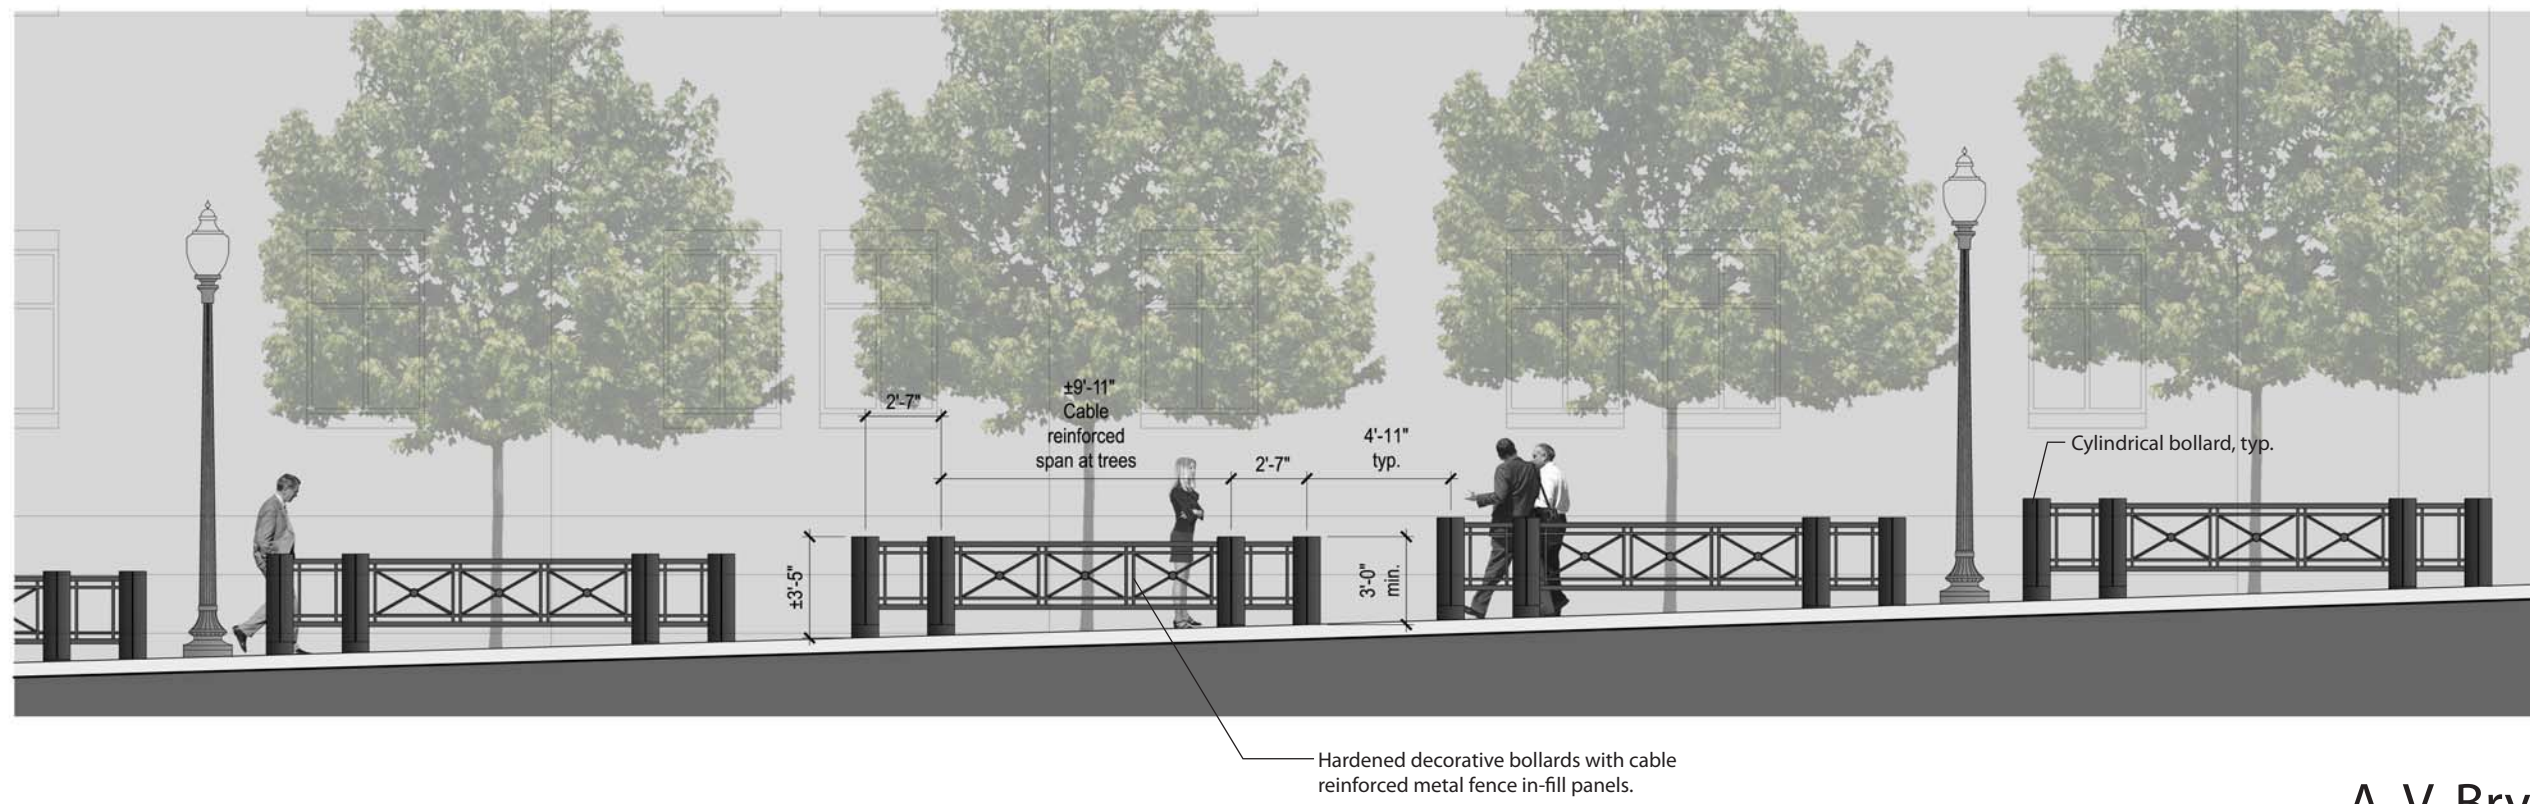 ±9'-11"
Cable
reinforced
span at trees
2'-7"
2'-7"
4'-11"
typ.
Cylindrical bollard, typ.
±3'-5"
3'-0"
min.
Hardened decorative bollards with cable
reinforced metal fence in-fill panels.
A. V. Bry